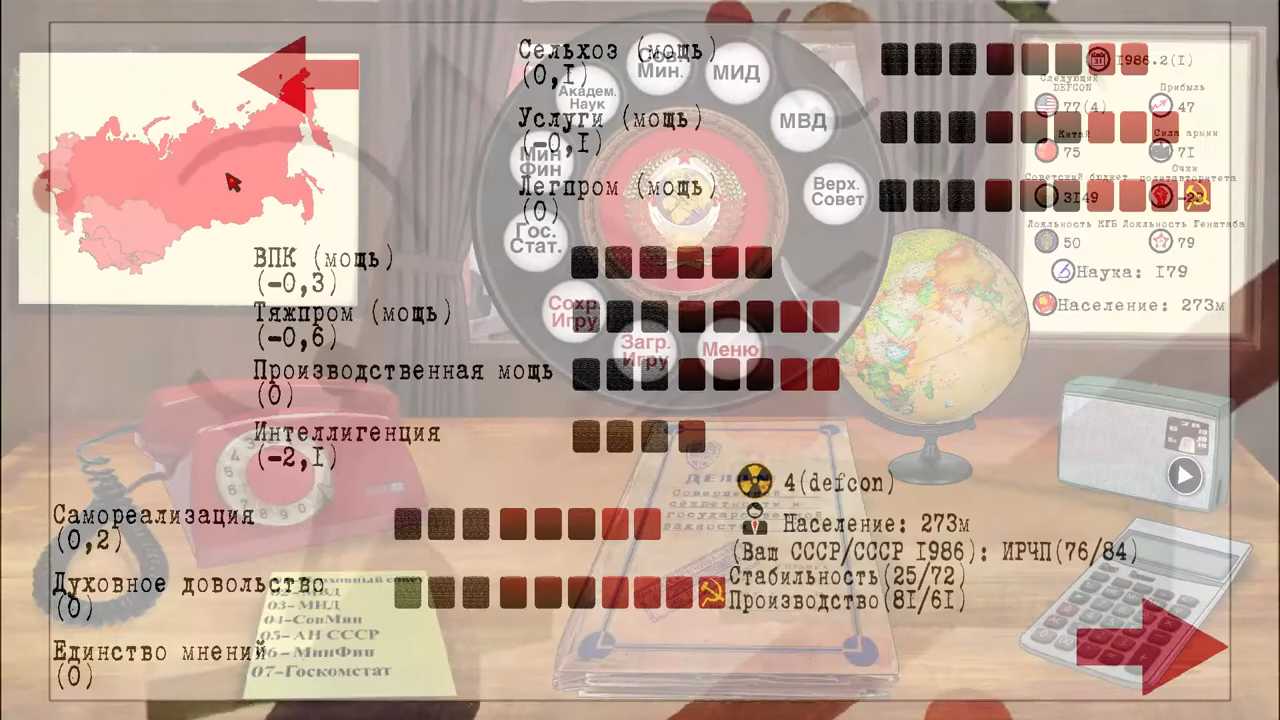 Сельхоз (мощь)
(0,1)
Услуги (мощь)
(-0,1)
Легпром (мощь)
(0)
Мин.
МИД
Академ.
Наук
МВД
Мин
Фин
Верх.
Совет
Гос.
Стат.
Сохр.
Игру
Загр.
Игру
Меню
1986.2(1)
Следующий
DEFCON
77(4)
Прибыль
47
Китай
75
Сила армии
71
Советский бюджет
3149
Очки
политавторитета
Лояльность КГБ
50
Лояльность Генштаба
79
Наука: 179
Население: 273м
ВПК (мощь)
(-0,3)
Тяжпром (мощь)
(-0,6)
Производственная мощь
(0)
Интеллигенция
(-2,1)
Самореализация
(0,2)
Духовное довольство
(0)
Единство мнений
(0)
03- МИД
04-СовМин
05- АН СССР
06 - МинФин
07-Госкомстат
4(defcon)
Население: 273м
(Ваш СССР/СССР 1986): ИРЧП(76/84)
Стабильность(25/72)
Производство(81/61)